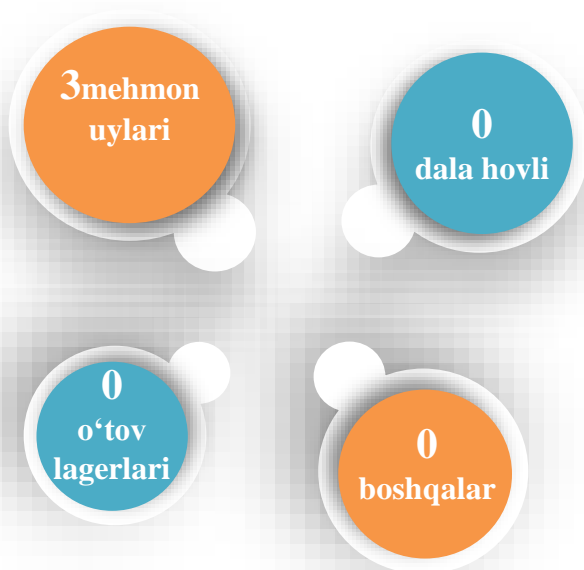 3mehmon
uylari
0
dala hovli
0
o‘tov
lagerlari
0
boshqalar